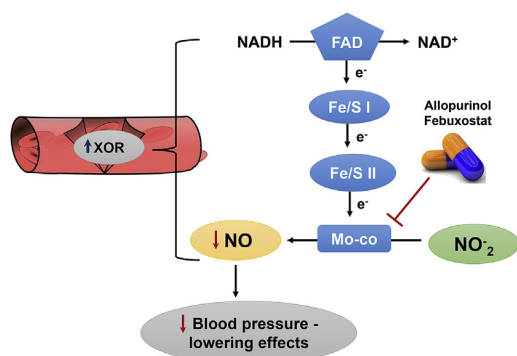 NADH
FAD
NAD⁺
e⁻
Fe/S I
e⁻
Fe/S II
e⁻
Allopurinol
Febuxostat
↑XOR
↓ NO
Mo-co
NO⁻₂
↓ Blood pressure -
lowering effects